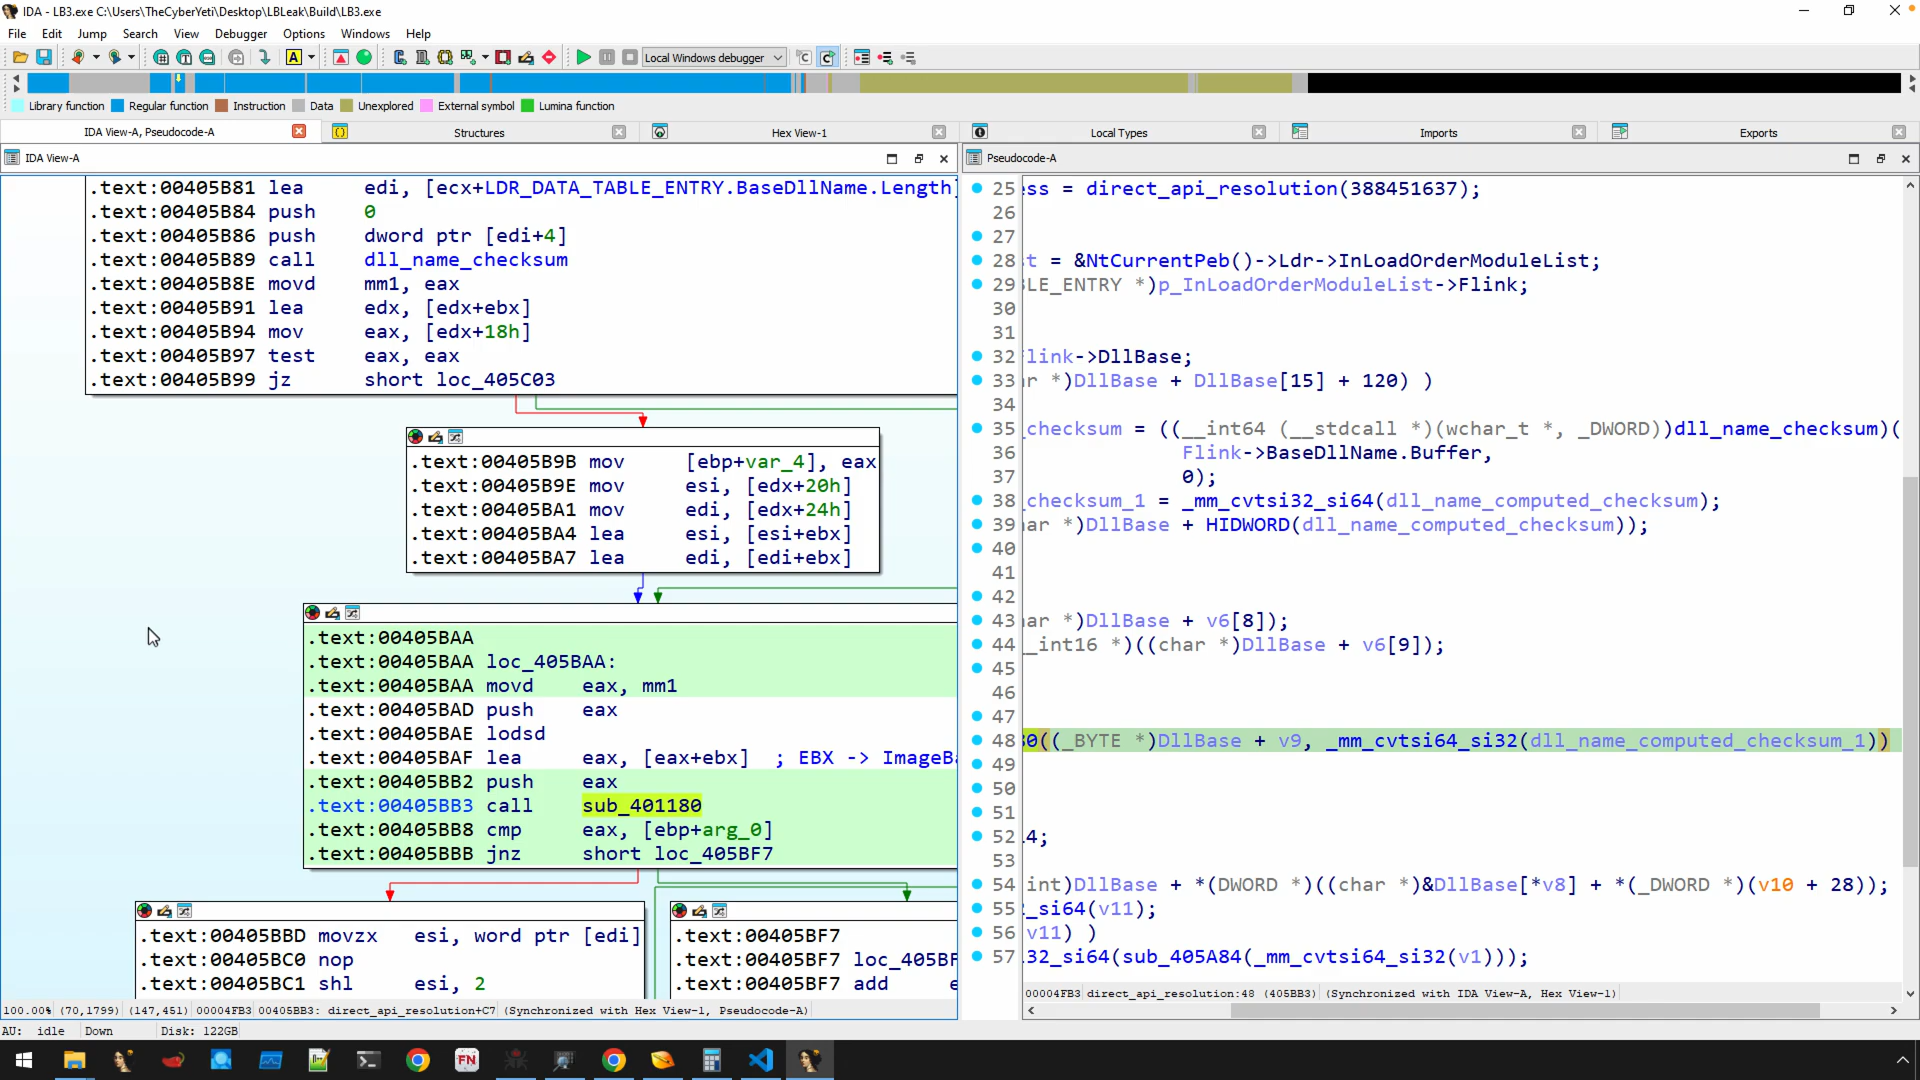 IDA - LB3.exe C:\Users\TheCyberYeti\Desktop\LBLeak\Build\LB3.exe
File Edit Jump Search View Debugger Options Windows Help
Local Windows debugger
Library function Regular function Instruction Data Unexplored External symbol Lumina function
IDA View-A, Pseudocode-A Structures Hex View-1 Local Types Imports Exports
IDA View-A
.text:00405B81 lea edi, [ecx+LDR_DATA_TABLE_ENTRY.BaseDllName.Length]
.text:00405B84 push 0
.text:00405B86 push dword ptr [edi+4]
.text:00405B89 call dll_name_checksum
.text:00405B8E movd mm1, eax
.text:00405B91 lea edx, [edx+ebx]
.text:00405B94 mov eax, [edx+18h]
.text:00405B97 test eax, eax
.text:00405B99 jz short loc_405C03
.text:00405B9B mov [ebp+var_4], eax
.text:00405B9E mov esi, [edx+20h]
.text:00405BA1 mov edi, [edx+24h]
.text:00405BA4 lea esi, [esi+ebx]
.text:00405BA7 lea edi, [edi+ebx]
.text:00405BAA
.text:00405BAA loc_405BAA:
.text:00405BAA movd eax, mm1
.text:00405BAD push eax
.text:00405BAE lodsd
.text:00405BAF lea eax, [eax+ebx] ; EBX -> ImageBa
.text:00405BB2 push eax
.text:00405BB3 call sub_401180
.text:00405BB8 cmp eax, [ebp+arg_0]
.text:00405BBB jnz short loc_405BF7
.text:00405BBD movzx esi, word ptr [edi]
.text:00405BC0 nop
.text:00405BC1 shl esi, 2
.text:00405BF7
.text:00405BF7 loc_405BF
.text:00405BF7 add e
100.00% (70,1799) (147,451) 00004FB3 00405BB3: direct_api_resolution+C7 (Synchronized with Hex View-1, Pseudocode-A)
Pseudocode-A
25 ss = direct_api_resolution(388451637);
26
27
28 t = &NtCurrentPeb()->Ldr->InLoadOrderModuleList;
29 LE_ENTRY *)p_InLoadOrderModuleList->Flink;
30
31
32 link->DllBase;
33 r *)DllBase + DllBase[15] + 120) )
34
35 checksum = ((__int64 (__stdcall *)(wchar_t *, _DWORD))dll_name_checksum)(
36 Flink->BaseDllName.Buffer,
37 0);
38 checksum_1 = _mm_cvtsi32_si64(dll_name_computed_checksum);
39 ar *)DllBase + HIDWORD(dll_name_computed_checksum));
40
41
42
43 ar *)DllBase + v6[8]);
44 _int16 *)((char *)DllBase + v6[9]);
45
46
47
48 0((_BYTE *)DllBase + v9, _mm_cvtsi64_si32(dll_name_computed_checksum_1))
49
50
51
52 .4;
53
54 int)DllBase + *(DWORD *)((char *)&DllBase[*v8] + *(_DWORD *)(v10 + 28));
55 _si64(v11);
56 v11) )
57 32_si64(sub_405A84(_mm_cvtsi64_si32(v1)));
00004FB3 direct_api_resolution:48 (405BB3) (Synchronized with IDA View-A, Hex View-1)
AU: idle Down Disk: 122GB
FN